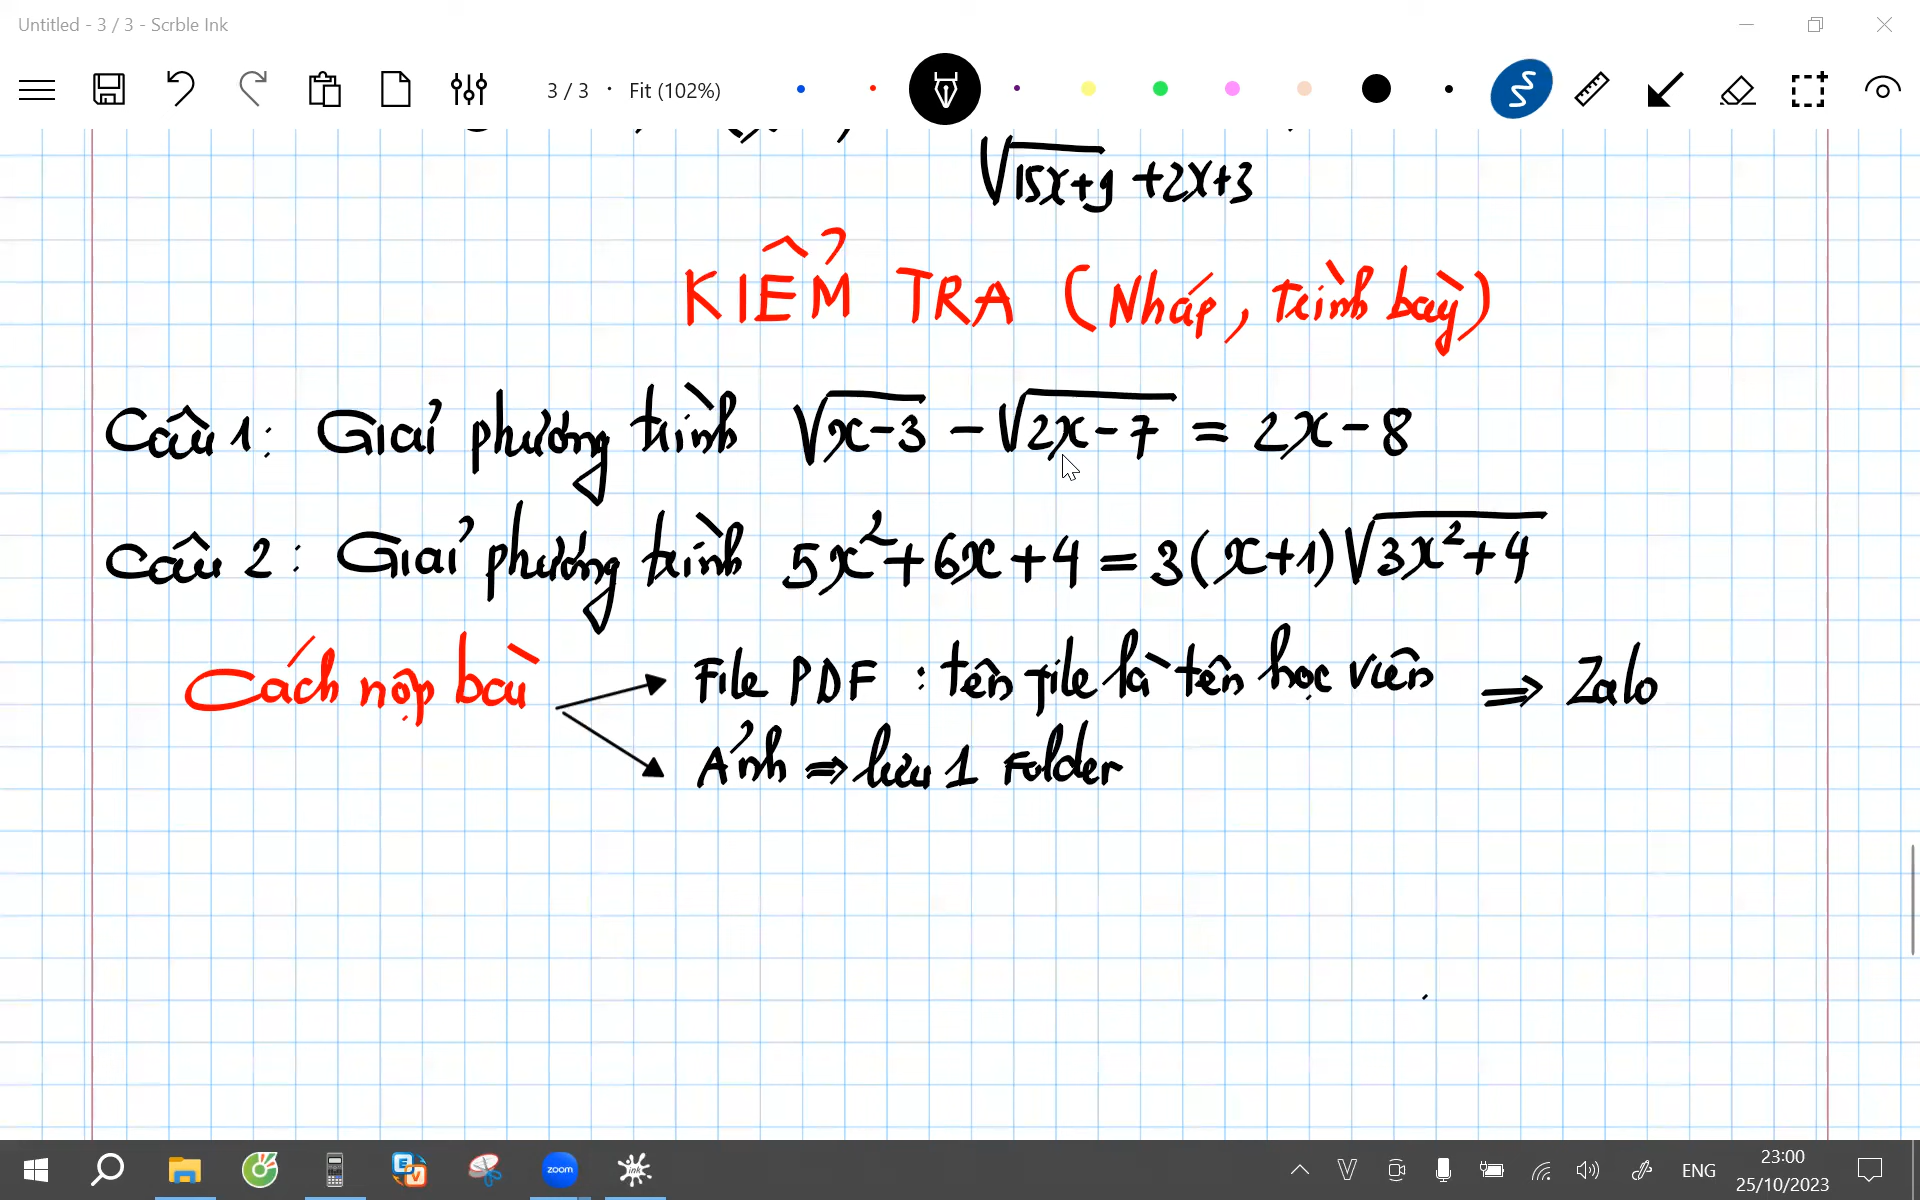 Untitled - 3 / 3 - Scrble Ink
3 / 3 · Fit (102%)
√15x+9 +2x+3
KIỂM TRA (Nháp, trình bày)
Câu 1: Giải phương trình √x-3 - √2x-7 = 2x-8
Câu 2: Giải phương trình 5x²+6x+4 = 3(x+1)√3x²+4
Cách nộp bài
File PDF : tên file là tên học viên ⇒ Zalo
Ảnh ⇒ lưu 1 Folder
zoom
ink
ENG
23:00
25/10/2023